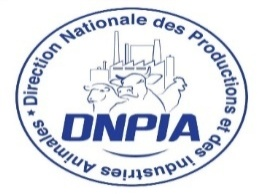 Direction Nationale des Productions et des industries Animales *
DNPIA